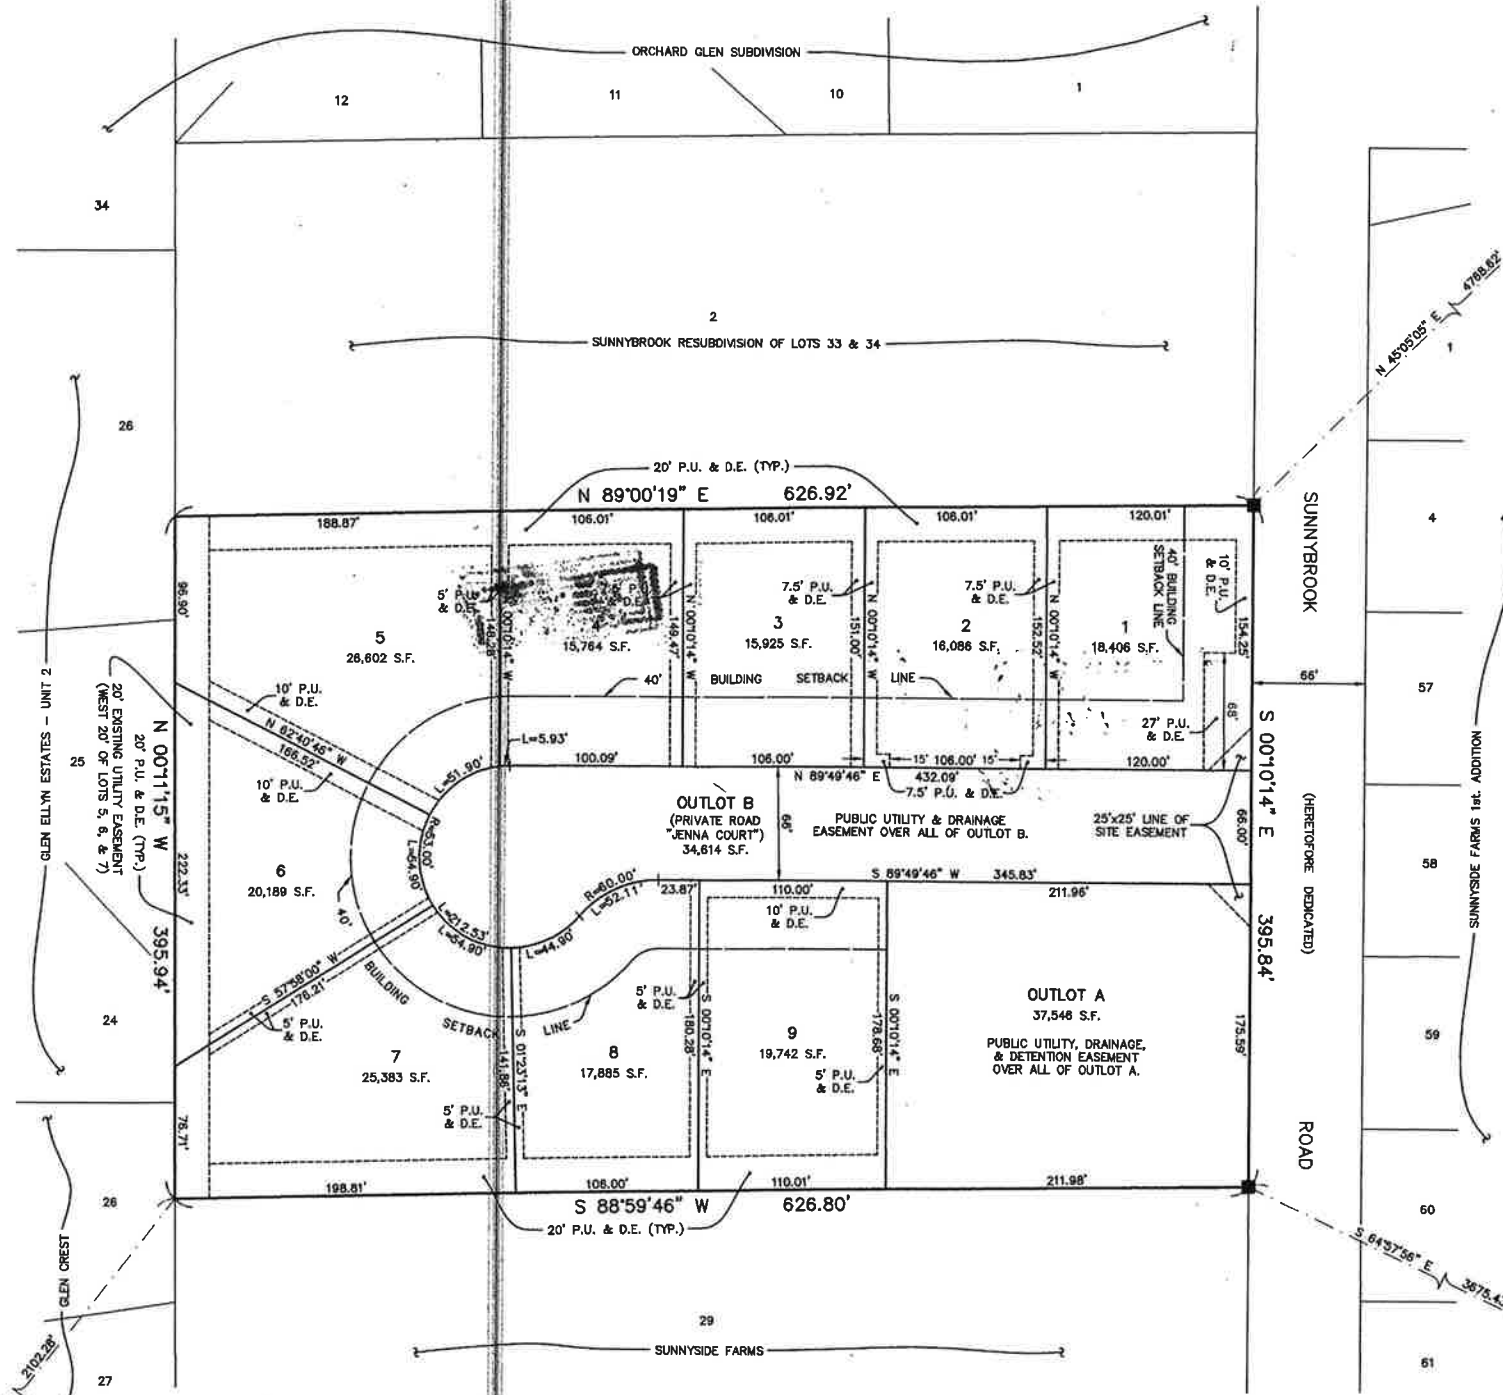 ORCHARD GLEN SUBDIVISION
12
11
10
1
34
2
SUNNYBROOK RESUBDIVISION OF LOTS 33 & 34
N 45°05'05" E
4768.62'
1
26
20' P.U. & D.E. (TYP.)
N 89°00'19" E 626.92'
188.87'
106.01'
106.01'
106.01'
120.01'
SUNNYBROOK
4
96.90'
5' P.U.
& D.E.
5
26,602 S.F.
148.28'
N 00°10'14" W
15,764 S.F.
149.47'
N 00°10'14" W
7.5' P.U.
& D.E.
3
15,925 S.F.
151.00'
N 00°10'14" W
7.5' P.U.
& D.E.
2
16,086 S.F.
152.52'
N 00°10'14" W
40' BUILDING
SETBACK LINE
1
18,406 S.F.
10' P.U.
& D.E.
154.25'
66'
57
GLEN ELLYN ESTATES - UNIT 2
20' EXISTING UTILITY EASEMENT
(WEST 20' OF LOTS 5, 6, & 7)
20' P.U. & D.E. (TYP.)
N 00°11'15" W 395.94'
25
10' P.U.
& D.E.
N 62°40'46" W
166.52'
10' P.U.
& D.E.
40' BUILDING SETBACK LINE
27' P.U.
& D.E.
68'
L=5.93'
L=51.90'
100.09'
106.00'
15' 106.00' 15'
120.00'
N 89°49'46" E 432.09'
7.5' P.U. & D.E.
S 00°10'14" E 395.84'
OUTLOT B
(PRIVATE ROAD
"JENNA COURT")
34,614 S.F.
66'
PUBLIC UTILITY & DRAINAGE
EASEMENT OVER ALL OF OUTLOT B.
25'x25' LINE OF
SITE EASEMENT
66.00'
(HERETOFORE DEDICATED)
SUNNYSIDE FARMS 1st. ADDITION
58
R=53.00'
L=54.90'
6
20,189 S.F.
222.33'
40'
L=212.53'
L=54.90'
L=44.90'
R=60.00'
L=52.11'
23.87'
110.00'
S 89°49'46" W 345.83'
211.96'
10' P.U.
& D.E.
S 57°58'00" W
176.21'
5' P.U.
& D.E.
BUILDING
SETBACK
LINE
24
5' P.U.
& D.E.
180.28'
S 00°10'14" E
9
19,742 S.F.
178.68'
S 00°10'14" E
5' P.U.
& D.E.
OUTLOT A
37,546 S.F.
PUBLIC UTILITY, DRAINAGE,
& DETENTION EASEMENT
OVER ALL OF OUTLOT A.
175.59'
59
7
25,383 S.F.
5' P.U.
& D.E.
141.88'
S 01°23'13" E
8
17,885 S.F.
76.71'
ROAD
198.81'
108.00'
110.01'
211.98'
S 88°59'46" W 626.80'
20' P.U. & D.E. (TYP.)
26
60
GLEN CREST
S 64°57'56" E
2102.28'
27
29
SUNNYSIDE FARMS
61